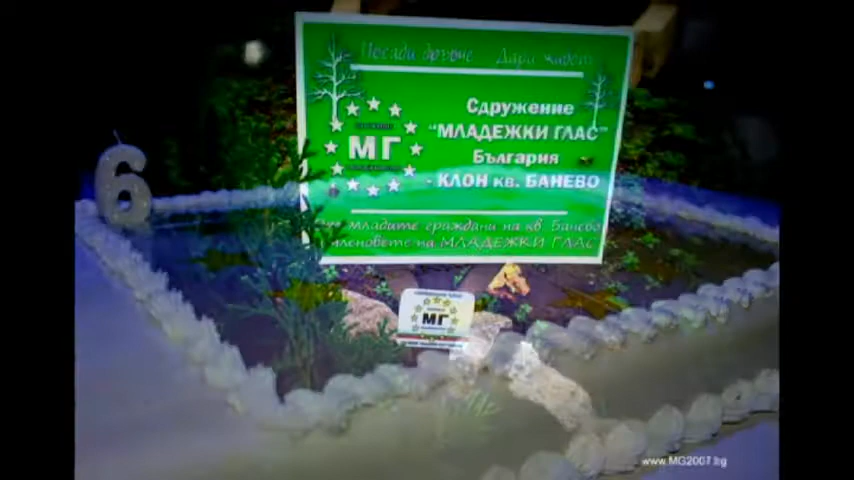 Посади дръвче Дари живот
Сдружение
"МЛАДЕЖКИ ГЛАС"
България
- КЛОН кв. БАНЕВО
МГ
младите граждани на кв. Банево
членовете на МЛАДЕЖКИ ГЛАС
6
МГ
www.MG2007.bg